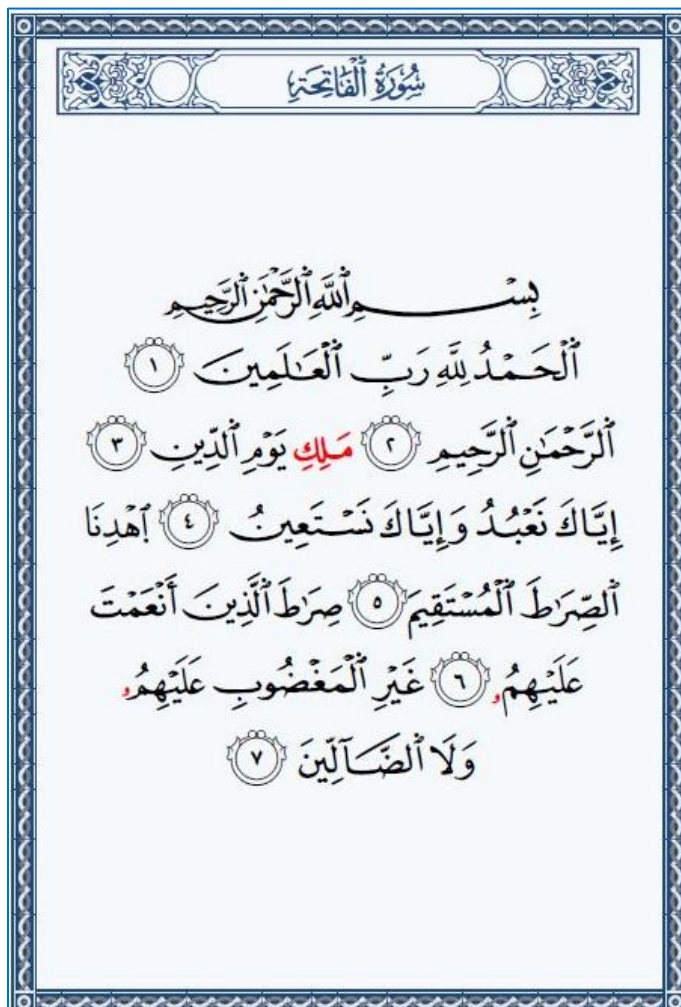 سُورَةُ ٱلْفَاتِحَةِ
بِسْمِ ٱللَّهِ ٱلرَّحْمَٰنِ ٱلرَّحِيمِ
ٱلْحَمْدُ لِلَّهِ رَبِّ ٱلْعَٰلَمِينَ ١
ٱلرَّحْمَٰنِ ٱلرَّحِيمِ ٢ مَلِكِ يَوْمِ ٱلدِّينِ ٣
إِيَّاكَ نَعْبُدُ وَإِيَّاكَ نَسْتَعِينُ ٤ ٱهْدِنَا
ٱلصِّرَٰطَ ٱلْمُسْتَقِيمَ ٥ صِرَٰطَ ٱلَّذِينَ أَنْعَمْتَ
عَلَيْهِمُۥ ٦ غَيْرِ ٱلْمَغْضُوبِ عَلَيْهِمُۥ
وَلَا ٱلضَّآلِّينَ ٧